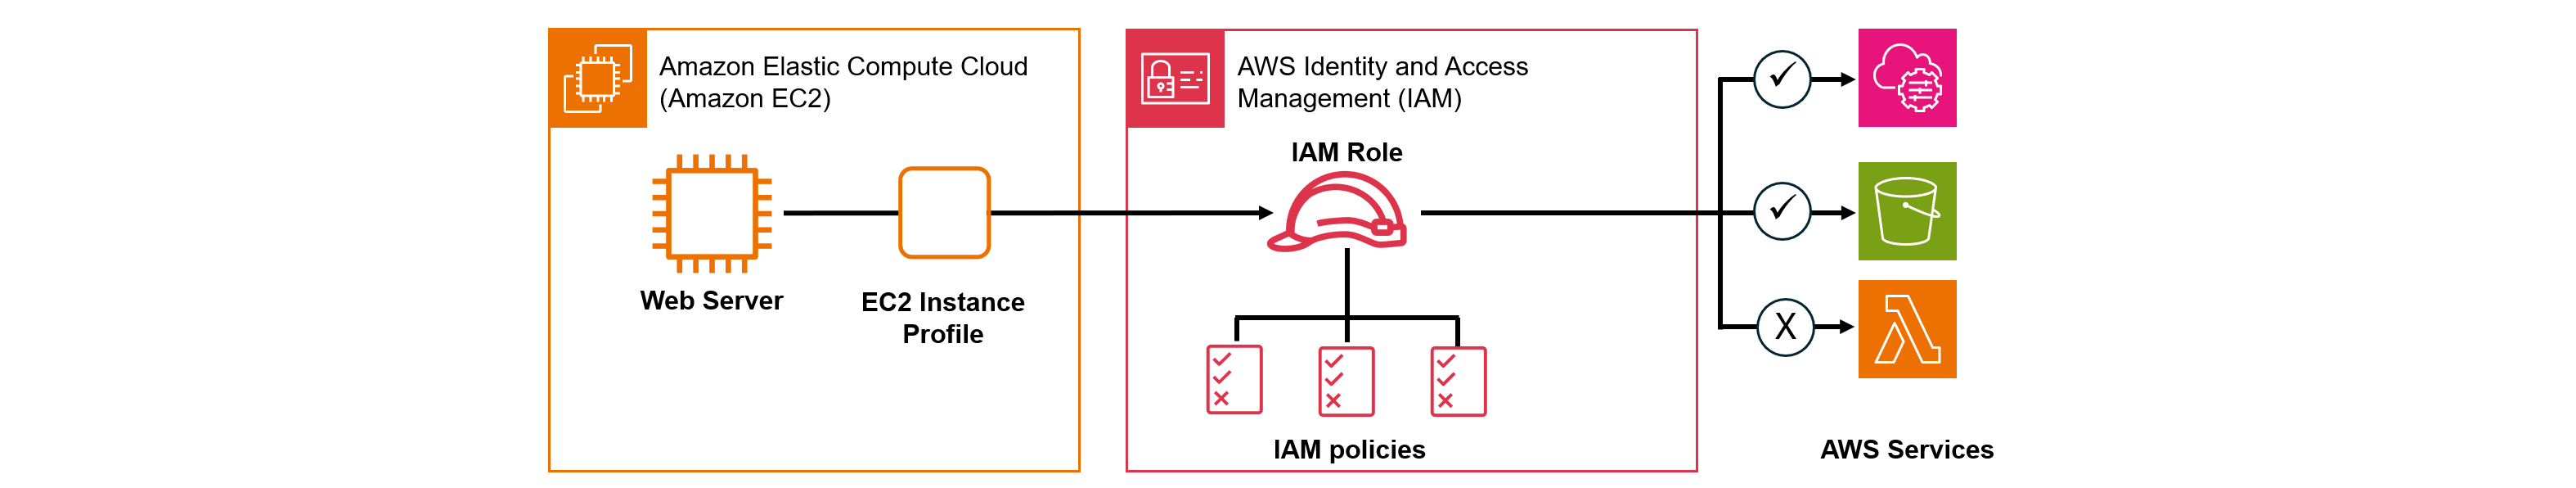 Amazon Elastic Compute Cloud
(Amazon EC2)
Web Server
EC2 Instance
Profile
AWS Identity and Access
Management (IAM)
IAM Role
IAM policies
X
AWS Services